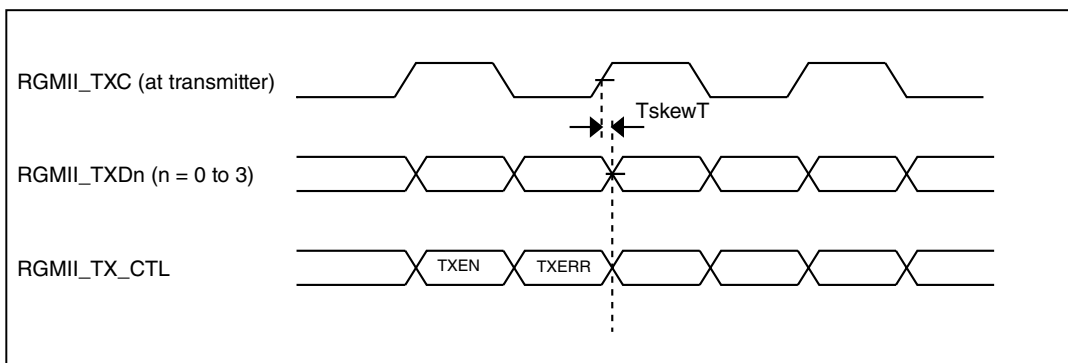 RGMII_TXC (at transmitter)
TskewT
RGMII_TXDn (n = 0 to 3)
RGMII_TX_CTL
TXEN
TXERR